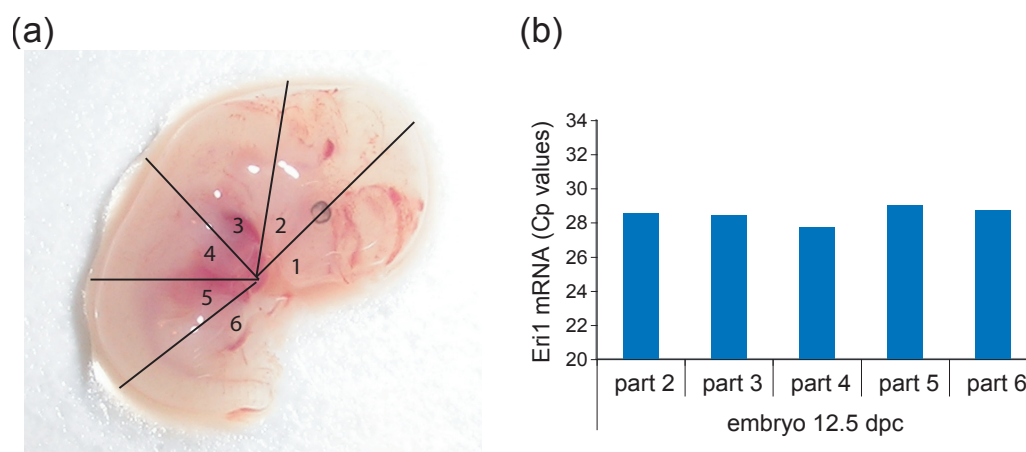 (a)
(b)
1
2
3
4
5
6
Eri1 mRNA (Cp values)
34
32
30
28
26
24
22
20
part 2
part 3
part 4
part 5
part 6
embryo 12.5 dpc